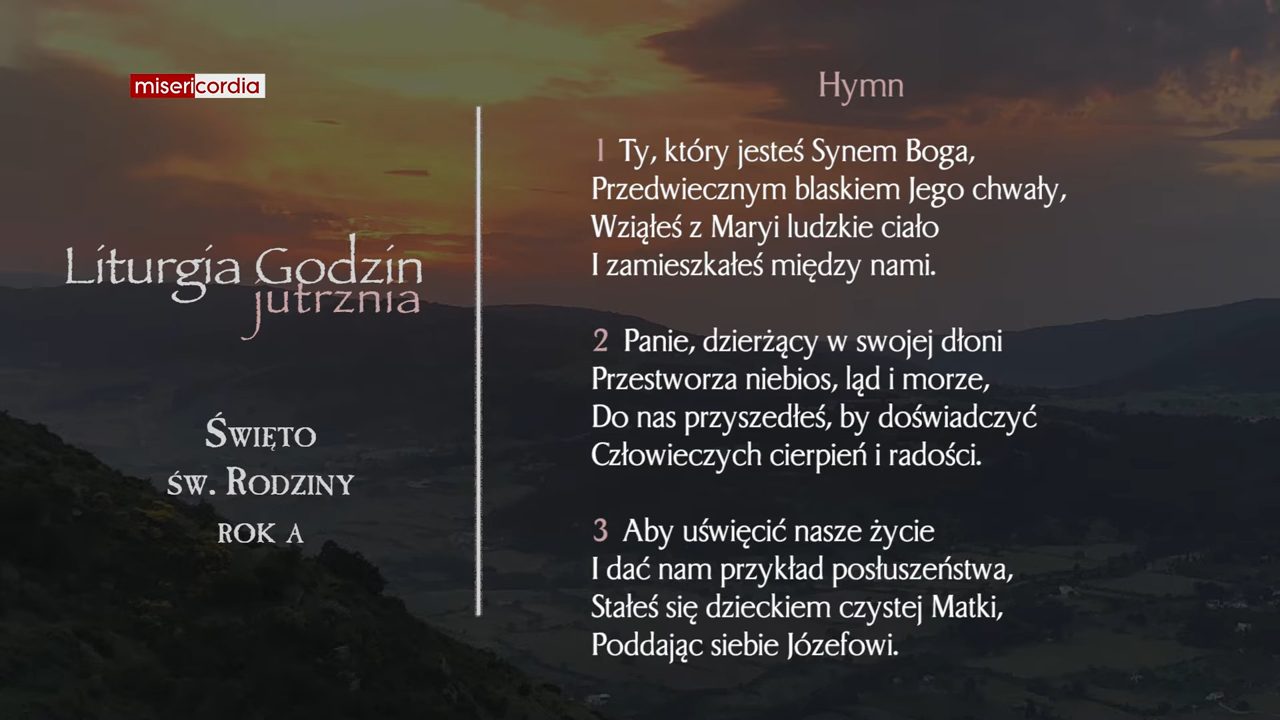 misericordia
Liturgia Godzin
jutrznia
Święto
św. Rodziny
rok a
Hymn
1 Ty, który jesteś Synem Boga,
Przedwiecznym blaskiem Jego chwały,
Wziąłeś z Maryi ludzkie ciało
I zamieszkałeś między nami.
2 Panie, dzierżący w swojej dłoni
Przestworza niebios, ląd i morze,
Do nas przyszedłeś, by doświadczyć
Człowieczych cierpień i radości.
3 Aby uświęcić nasze życie
I dać nam przykład posłuszeństwa,
Stałeś się dzieckiem czystej Matki,
Poddając siebie Józefowi.